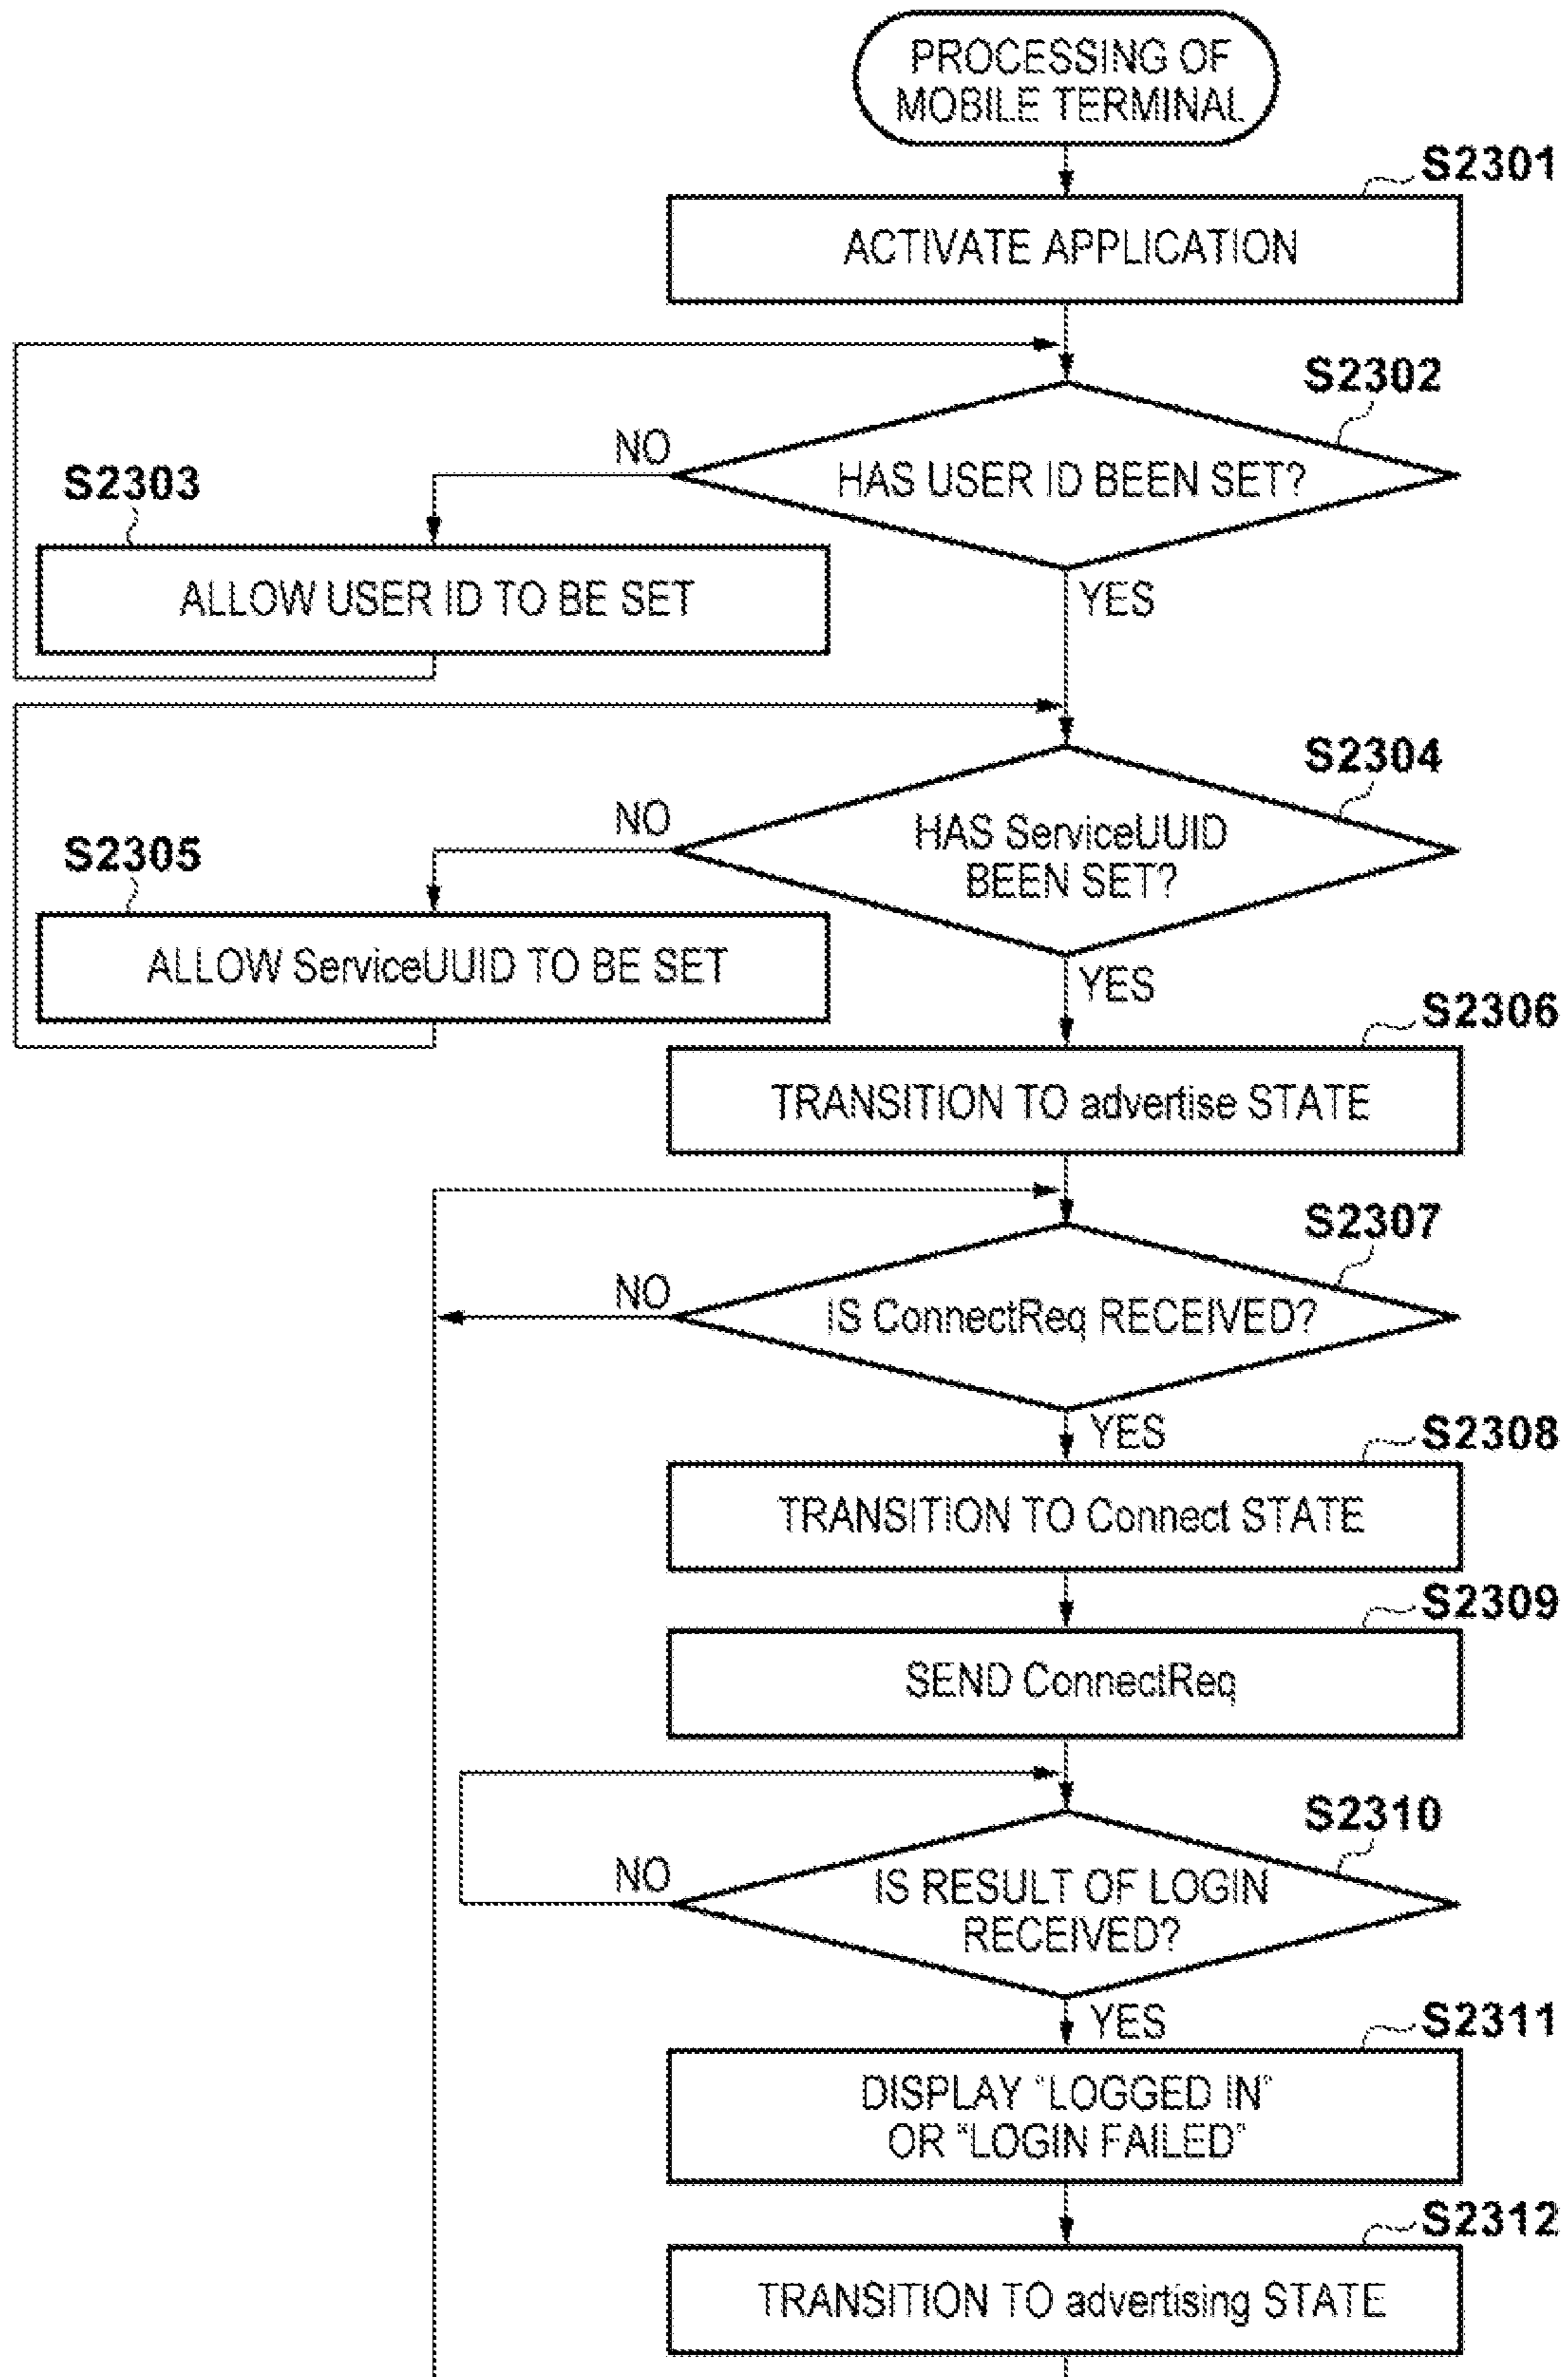 PROCESSING OF
MOBILE TERMINAL
S2301
ACTIVATE APPLICATION
S2302
NO
HAS USER ID BEEN SET?
S2303
ALLOW USER ID TO BE SET
YES
S2304
NO
HAS ServiceUUID
BEEN SET?
S2305
ALLOW ServiceUUID TO BE SET
YES
S2306
TRANSITION TO advertise STATE
S2307
NO
IS ConnectReq RECEIVED?
YES
S2308
TRANSITION TO Connect STATE
S2309
SEND ConnectReq
S2310
NO
IS RESULT OF LOGIN
RECEIVED?
YES
S2311
DISPLAY "LOGGED IN"
OR "LOGIN FAILED"
S2312
TRANSITION TO advertising STATE